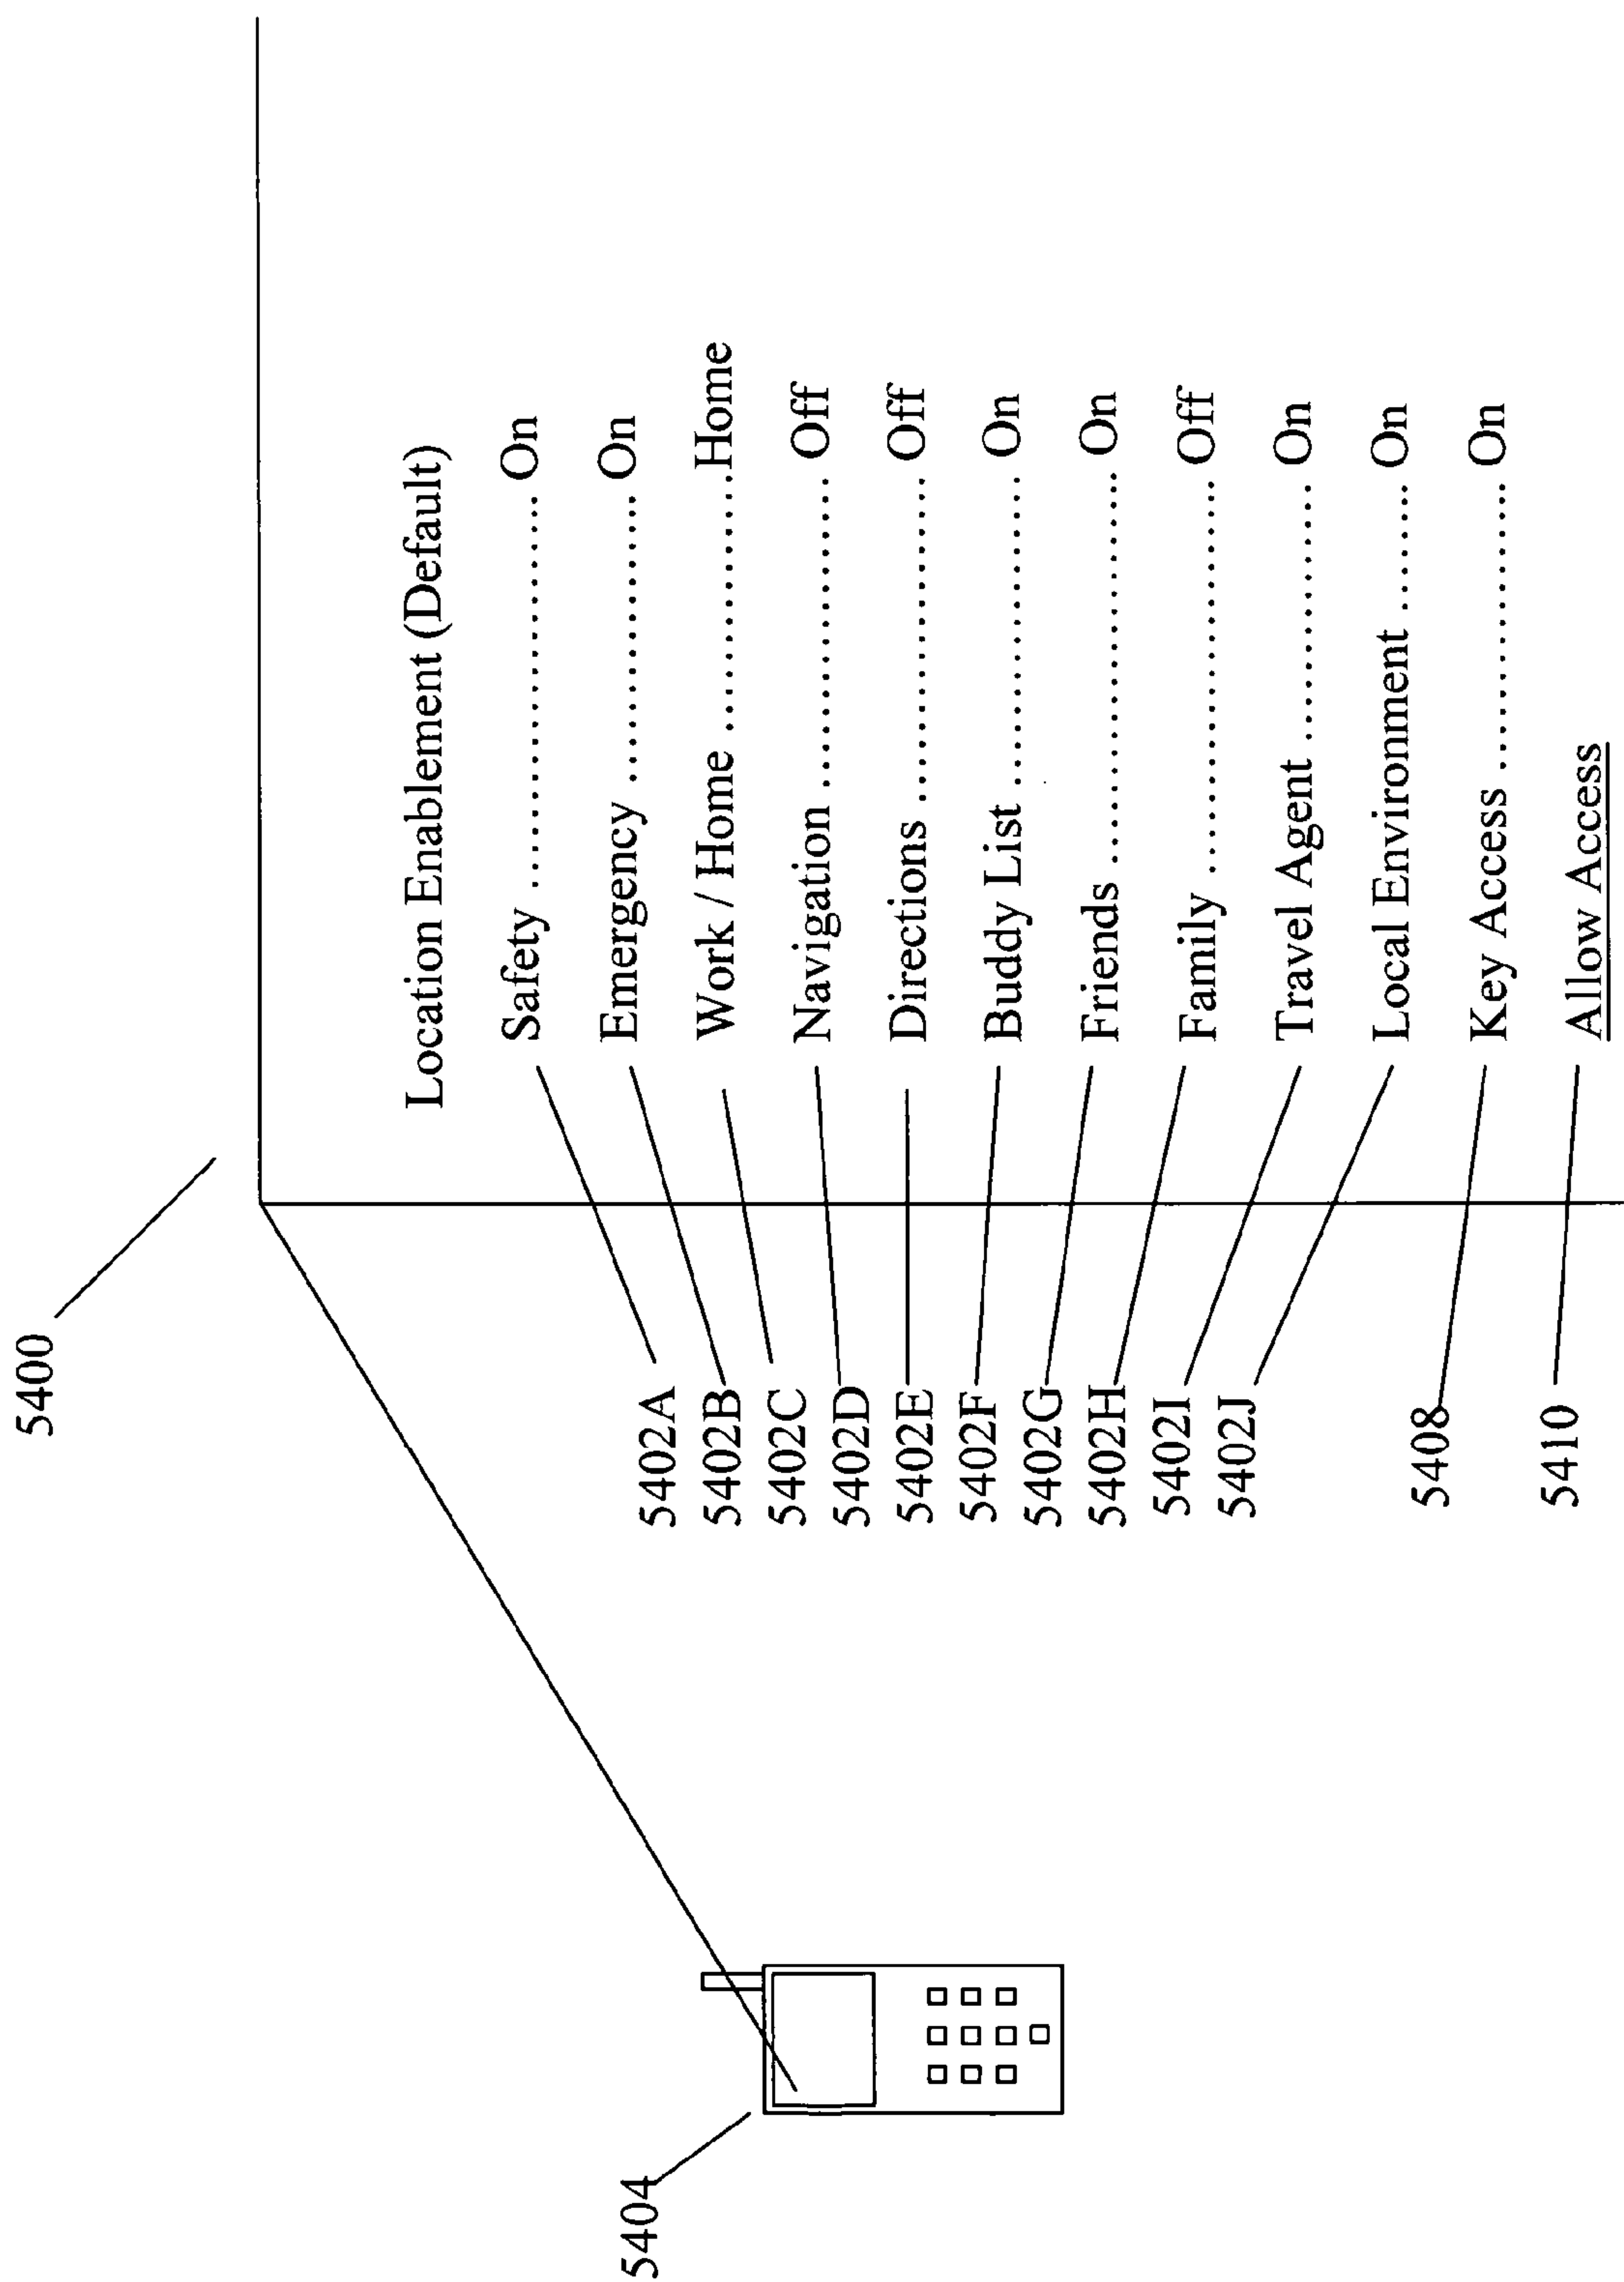 5400
Location Enablement (Default)
5402A Safety ........................ On
5402B Emergency .................... On
5402C Work / Home ..................Home
5402D Navigation ...................... Off
5402E Directions ....................... Off
5402F Buddy List ...................... On
5402G Friends ........................... On
5402H Family ........................... Off
5402I Travel Agent .................. On
5402J Local Environment ......... On
5408 Key Access .................... On
5410 Allow Access
5404